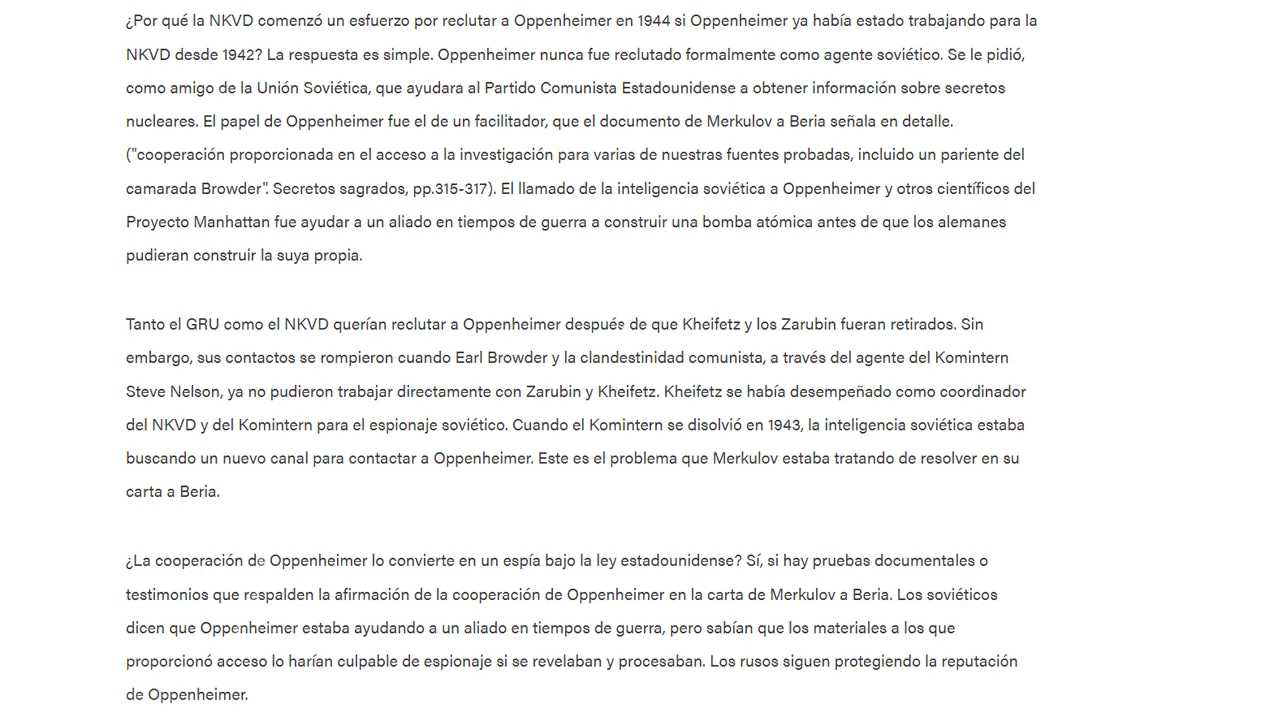 ¿Por qué la NKVD comenzó un esfuerzo por reclutar a Oppenheimer en 1944 si Oppenheimer ya había estado trabajando para la
NKVD desde 1942? La respuesta es simple. Oppenheimer nunca fue reclutado formalmente como agente soviético. Se le pidió,
como amigo de la Unión Soviética, que ayudara al Partido Comunista Estadounidense a obtener información sobre secretos
nucleares. El papel de Oppenheimer fue el de un facilitador, que el documento de Merkulov a Beria señala en detalle.
("cooperación proporcionada en el acceso a la investigación para varias de nuestras fuentes probadas, incluido un pariente del
camarada Browder". Secretos sagrados, pp.315-317). El llamado de la inteligencia soviética a Oppenheimer y otros científicos del
Proyecto Manhattan fue ayudar a un aliado en tiempos de guerra a construir una bomba atómica antes de que los alemanes
pudieran construir la suya propia.
Tanto el GRU como el NKVD querían reclutar a Oppenheimer después de que Kheifetz y los Zarubin fueran retirados. Sin
embargo, sus contactos se rompieron cuando Earl Browder y la clandestinidad comunista, a través del agente del Komintern
Steve Nelson, ya no pudieron trabajar directamente con Zarubin y Kheifetz. Kheifetz se había desempeñado como coordinador
del NKVD y del Komintern para el espionaje soviético. Cuando el Komintern se disolvió en 1943, la inteligencia soviética estaba
buscando un nuevo canal para contactar a Oppenheimer. Este es el problema que Merkulov estaba tratando de resolver en su
carta a Beria.
¿La cooperación de Oppenheimer lo convierte en un espía bajo la ley estadounidense? Sí, si hay pruebas documentales o
testimonios que respalden la afirmación de la cooperación de Oppenheimer en la carta de Merkulov a Beria. Los soviéticos
dicen que Oppenheimer estaba ayudando a un aliado en tiempos de guerra, pero sabían que los materiales a los que
proporcionó acceso lo harían culpable de espionaje si se revelaban y procesaban. Los rusos siguen protegiendo la reputación
de Oppenheimer.